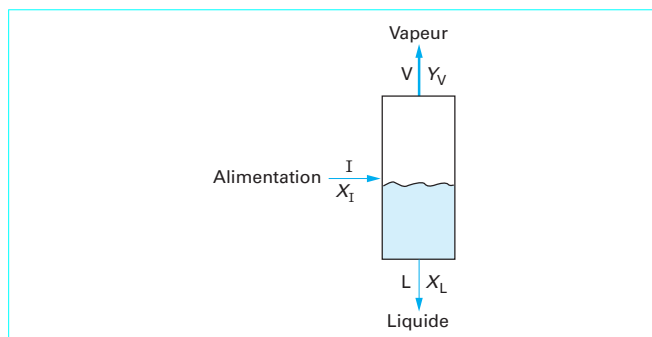 Vapeur
V Y_V
Alimentation
I
X_I
L X_L
Liquide